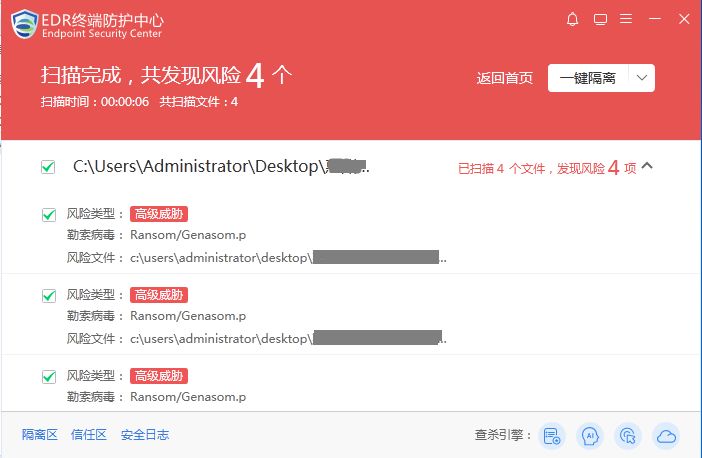 EDR终端防护中心
Endpoint Security Center
扫描完成，共发现风险 4 个
扫描时间：00:00:06 共扫描文件：4
返回首页
一键隔离
C:\Users\Administrator\Desktop\
已扫描 4 个文件，发现风险 4 项
风险类型： 高级威胁
勒索病毒： Ransom/Genasom.p
风险文件： c:\users\administrator\desktop\
风险类型： 高级威胁
勒索病毒： Ransom/Genasom.p
风险文件： c:\users\administrator\desktop\
风险类型： 高级威胁
勒索病毒： Ransom/Genasom.p
隔离区 信任区 安全日志
查杀引擎：
AI